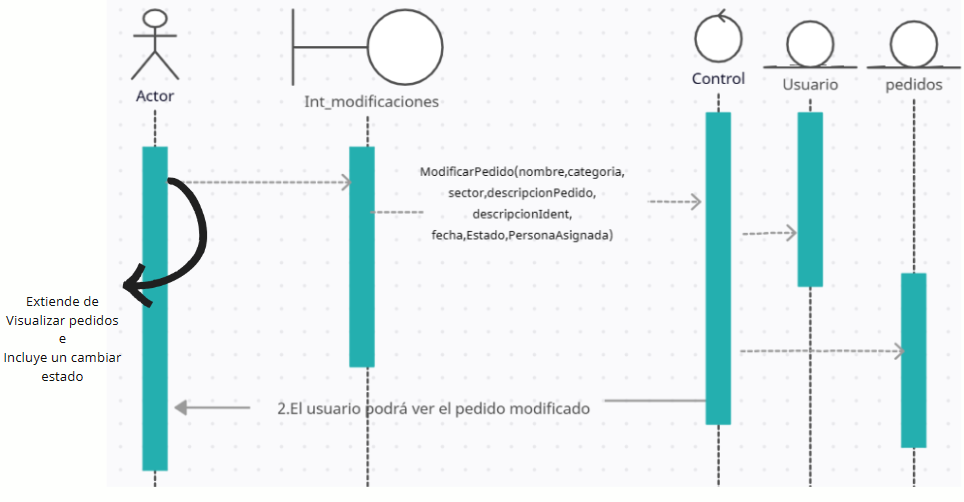 Actor
Int_modificaciones
Control
Usuario
pedidos
ModificarPedido(nombre,categoria,
sector,descripcionPedido,
descripcionIdent,
fecha,Estado,PersonaAsignada)
Extiende de
Visualizar pedidos
e
Incluye un cambiar
estado
2.El usuario podrá ver el pedido modificado